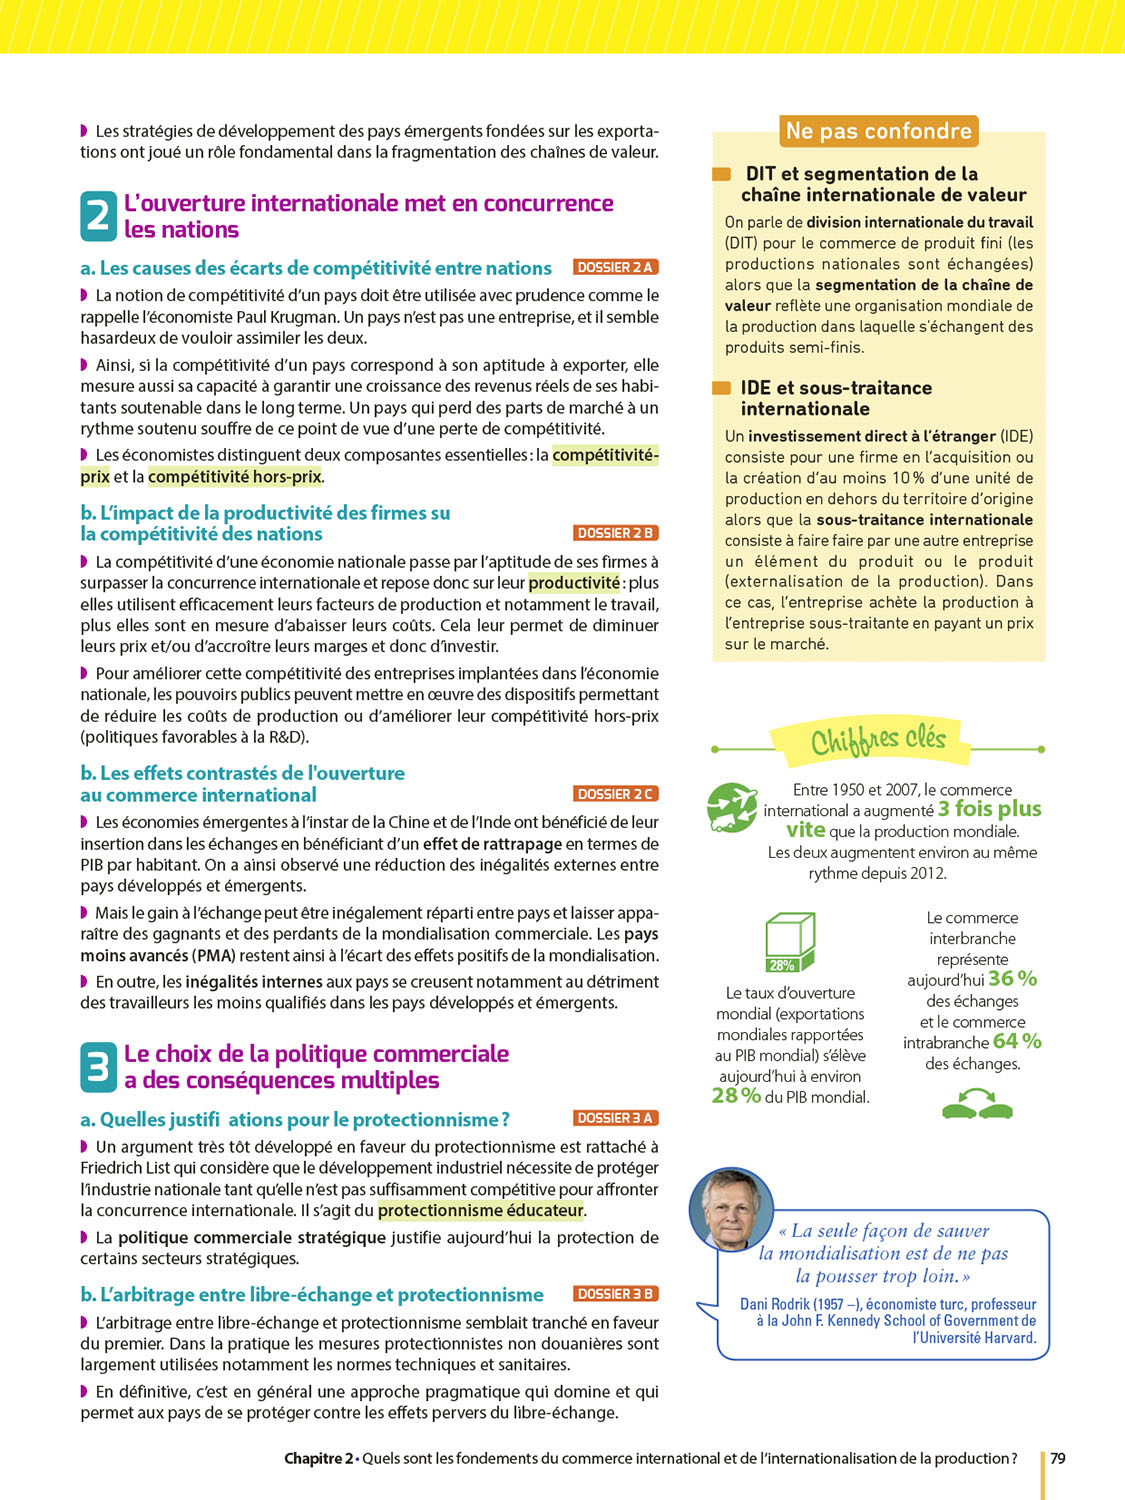 ◗ Les stratégies de développement des pays émergents fondées sur les exporta-
tions ont joué un rôle fondamental dans la fragmentation des chaînes de valeur.
2 L’ouverture internationale met en concurrence
les nations
a. Les causes des écarts de compétitivité entre nations DOSSIER 2 A
◗ La notion de compétitivité d’un pays doit être utilisée avec prudence comme le
rappelle l’économiste Paul Krugman. Un pays n’est pas une entreprise, et il semble
hasardeux de vouloir assimiler les deux.
◗ Ainsi, si la compétitivité d’un pays correspond à son aptitude à exporter, elle
mesure aussi sa capacité à garantir une croissance des revenus réels de ses habi-
tants soutenable dans le long terme. Un pays qui perd des parts de marché à un
rythme soutenu souffre de ce point de vue d’une perte de compétitivité.
◗ Les économistes distinguent deux composantes essentielles : la compétitivité-
prix et la compétitivité hors-prix.
b. L’impact de la productivité des firmes su
la compétitivité des nations DOSSIER 2 B
◗ La compétitivité d’une économie nationale passe par l’aptitude de ses firmes à
surpasser la concurrence internationale et repose donc sur leur productivité : plus
elles utilisent efficacement leurs facteurs de production et notamment le travail,
plus elles sont en mesure d’abaisser leurs coûts. Cela leur permet de diminuer
leurs prix et/ou d’accroître leurs marges et donc d’investir.
◗ Pour améliorer cette compétitivité des entreprises implantées dans l’économie
nationale, les pouvoirs publics peuvent mettre en œuvre des dispositifs permettant
de réduire les coûts de production ou d’améliorer leur compétitivité hors-prix
(politiques favorables à la R&D).
b. Les effets contrastés de l'ouverture
au commerce international DOSSIER 2 C
◗ Les économies émergentes à l’instar de la Chine et de l’Inde ont bénéficié de leur
insertion dans les échanges en bénéficiant d’un effet de rattrapage en termes de
PIB par habitant. On a ainsi observé une réduction des inégalités externes entre
pays développés et émergents.
◗ Mais le gain à l’échange peut être inégalement réparti entre pays et laisser appa-
raître des gagnants et des perdants de la mondialisation commerciale. Les pays
moins avancés (PMA) restent ainsi à l’écart des effets positifs de la mondialisation.
◗ En outre, les inégalités internes aux pays se creusent notamment au détriment
des travailleurs les moins qualifiés dans les pays développés et émergents.
3 Le choix de la politique commerciale
a des conséquences multiples
a. Quelles justifi ations pour le protectionnisme ? DOSSIER 3 A
◗ Un argument très tôt développé en faveur du protectionnisme est rattaché à
Friedrich List qui considère que le développement industriel nécessite de protéger
l’industrie nationale tant qu’elle n’est pas suffisamment compétitive pour affronter
la concurrence internationale. Il s’agit du protectionnisme éducateur.
◗ La politique commerciale stratégique justifie aujourd’hui la protection de
certains secteurs stratégiques.
b. L’arbitrage entre libre-échange et protectionnisme DOSSIER 3 B
◗ L’arbitrage entre libre-échange et protectionnisme semblait tranché en faveur
du premier. Dans la pratique les mesures protectionnistes non douanières sont
largement utilisées notamment les normes techniques et sanitaires.
◗ En définitive, c’est en général une approche pragmatique qui domine et qui
permet aux pays de se protéger contre les effets pervers du libre-échange.
Ne pas confondre
DIT et segmentation de la
chaîne internationale de valeur
On parle de division internationale du travail
(DIT) pour le commerce de produit fini (les
productions nationales sont échangées)
alors que la segmentation de la chaîne de
valeur reflète une organisation mondiale de
la production dans laquelle s’échangent des
produits semi-finis.
IDE et sous-traitance
internationale
Un investissement direct à l’étranger (IDE)
consiste pour une firme en l’acquisition ou
la création d’au moins 10 % d’une unité de
production en dehors du territoire d’origine
alors que la sous-traitance internationale
consiste à faire faire par une autre entreprise
un élément du produit ou le produit
(externalisation de la production). Dans
ce cas, l’entreprise achète la production à
l’entreprise sous-traitante en payant un prix
sur le marché.
Chiffres clés
Entre 1950 et 2007, le commerce
international a augmenté 3 fois plus
vite que la production mondiale.
Les deux augmentent environ au même
rythme depuis 2012.
28%
Le taux d’ouverture
mondial (exportations
mondiales rapportées
au PIB mondial) s’élève
aujourd’hui à environ
28 % du PIB mondial.
Le commerce
interbranche
représente
aujourd’hui 36 %
des échanges
et le commerce
intrabranche 64 %
des échanges.
« La seule façon de sauver
la mondialisation est de ne pas
la pousser trop loin. »
Dani Rodrik (1957 –), économiste turc, professeur
à la John F. Kennedy School of Government de
l’Université Harvard.
Chapitre 2 • Quels sont les fondements du commerce international et de l’internationalisation de la production ? 79